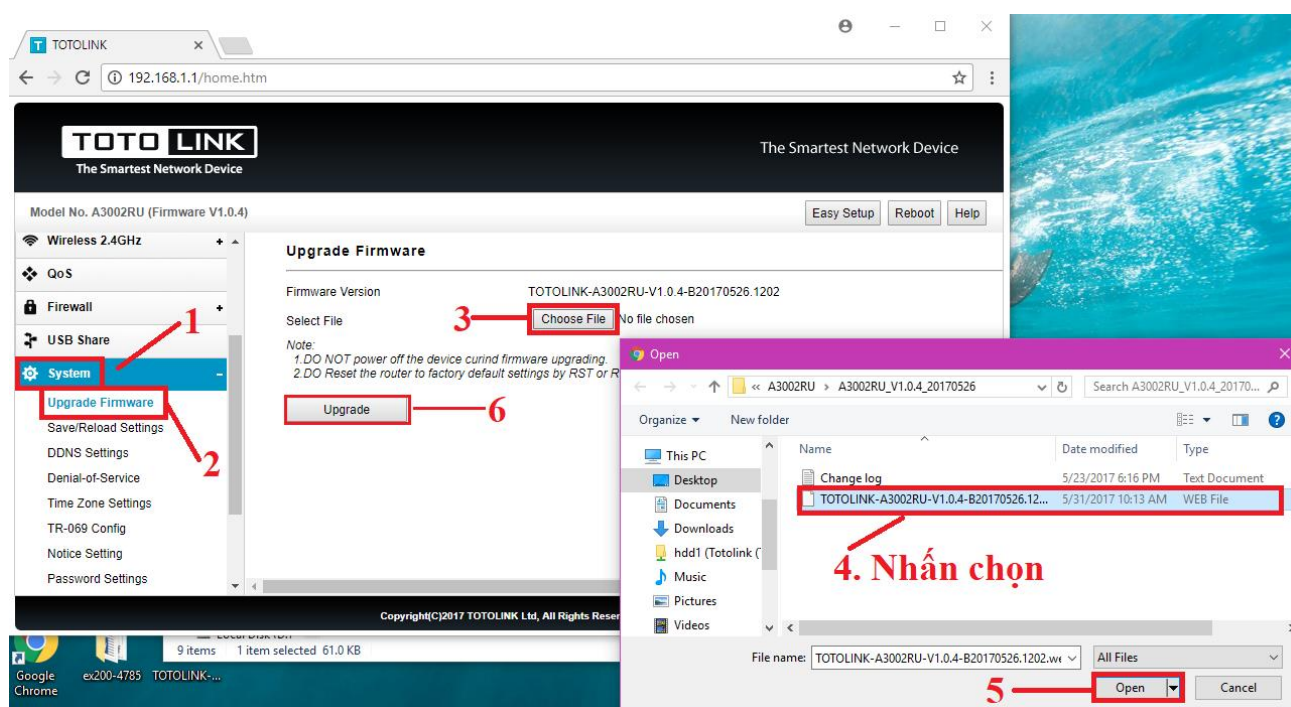 TOTOLINK
192.168.1.1/home.htm
TOTO LINK
The Smartest Network Device
The Smartest Network Device
Model No. A3002RU (Firmware V1.0.4)
Easy Setup Reboot Help
Wireless 2.4GHz +
QoS
Firewall +
USB Share
1
System -
Upgrade Firmware
2
Save/Reload Settings
DDNS Settings
Denial-of-Service
Time Zone Settings
TR-069 Config
Notice Setting
Password Settings
Upgrade Firmware
Firmware Version TOTOLINK-A3002RU-V1.0.4-B20170526.1202
Select File 3 Choose File No file chosen
Note:
1.DO NOT power off the device curind firmware upgrading.
2.DO Reset the router to factory default settings by RST or R
Upgrade 6
Copyright(C)2017 TOTOLINK Ltd, All Rights Reser
Open
« A3002RU › A3002RU_V1.0.4_20170526 Search A3002RU_V1.0.4_20170...
Organize New folder
Name Date modified Type
This PC
Desktop
Documents
Downloads
hdd1 (Totolink (
Music
Pictures
Videos
Change log 5/23/2017 6:16 PM Text Document
TOTOLINK-A3002RU-V1.0.4-B20170526.12... 5/31/2017 10:13 AM WEB File
4. Nhấn chọn
File name: TOTOLINK-A3002RU-V1.0.4-B20170526.1202.we All Files
5 Open Cancel
9 items 1 item selected 61.0 KB
Google Chrome
ex200-4785
TOTOLINK-...